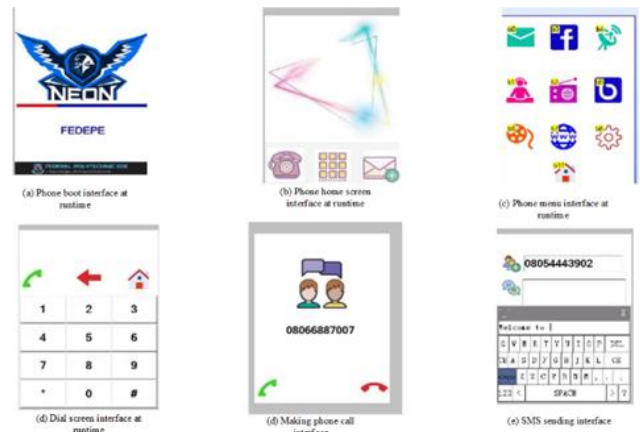 NEON
FEDEPE
FEDERAL POLYTECHNIC EDE
(a) Phone boot interface at
runtime
(b) Phone home screen
interface at runtime
(c) Phone menu interface at
runtime
1 2 3
4 5 6
7 8 9
* 0 #
(d) Dial screen interface at
runtime
08066887007
(d) Making phone call
interface
08054443902
Welcome to
Q W E R T Y U I O P DEL
A S D F G H J K L
Z X C V B N M , .
123 < SPACE > ?
(e) SMS sending interface